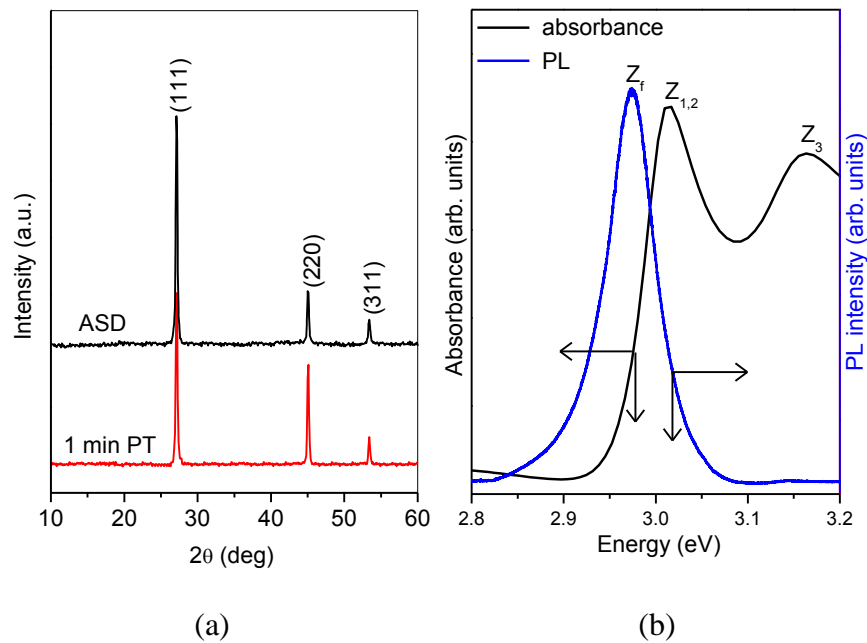 Intensity (a.u.)
(111)
(220)
(311)
ASD
1 min PT
10 20 30 40 50 60
2θ (deg)
(a)
absorbance
PL
Z_f
Z_{1,2}
Z_3
Absorbance (arb. units)
PL intensity (arb. units)
2.8 2.9 3.0 3.1 3.2
Energy (eV)
(b)